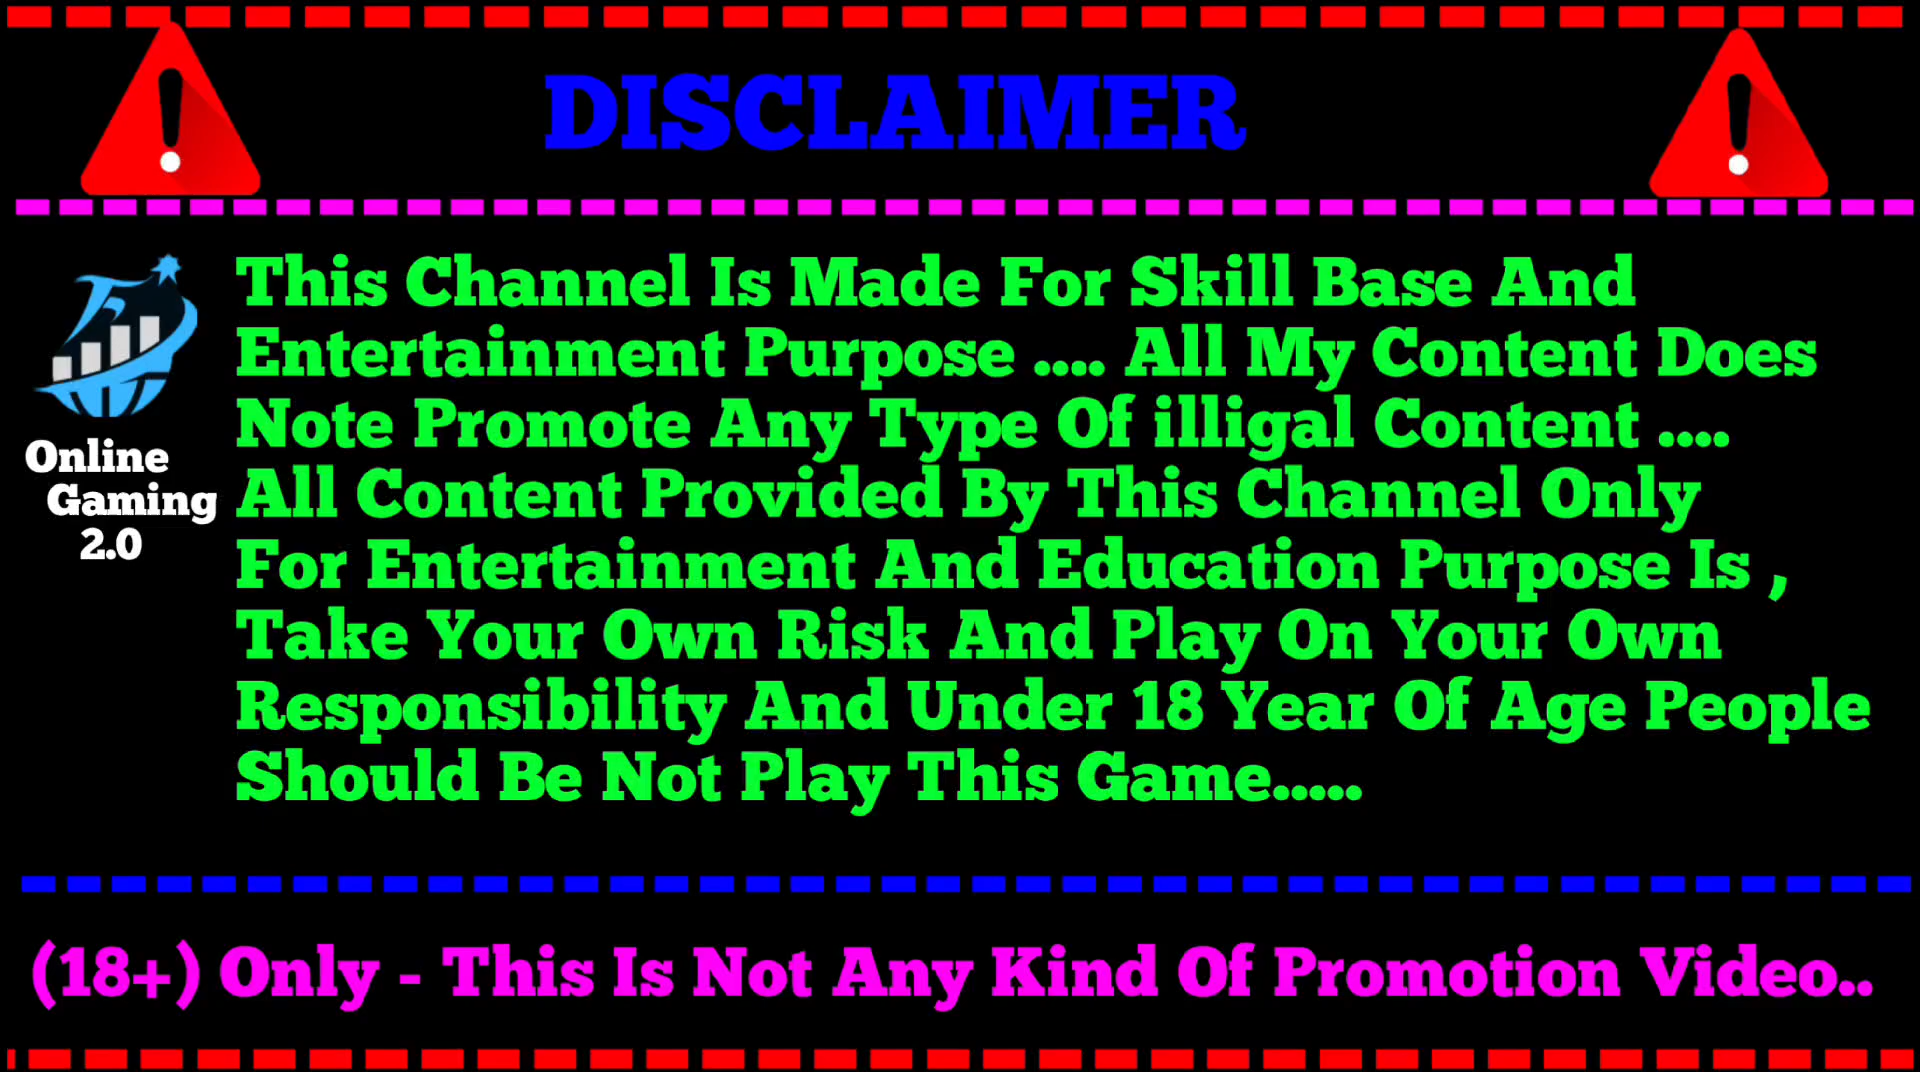 DISCLAIMER
Online
Gaming
2.0
This Channel Is Made For Skill Base And
Entertainment Purpose .... All My Content Does
Note Promote Any Type Of illigal Content ....
All Content Provided By This Channel Only
For Entertainment And Education Purpose Is ,
Take Your Own Risk And Play On Your Own
Responsibility And Under 18 Year Of Age People
Should Be Not Play This Game.....
(18+) Only - This Is Not Any Kind Of Promotion Video..